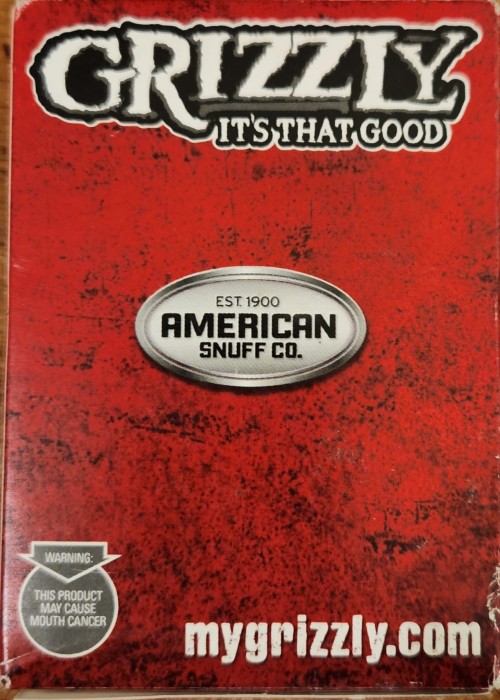 GRIZZLY
IT'S THAT GOOD
EST. 1900
AMERICAN
SNUFF CO.
WARNING:
THIS PRODUCT
MAY CAUSE
MOUTH CANCER
mygrizzly.com